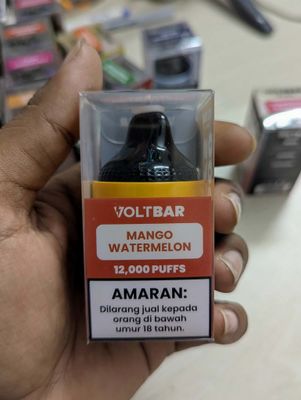 VOLTBAR
MANGO
WATERMELON
12,000 PUFFS
AMARAN:
Dilarang jual kepada
orang di bawah
umur 18 tahun.